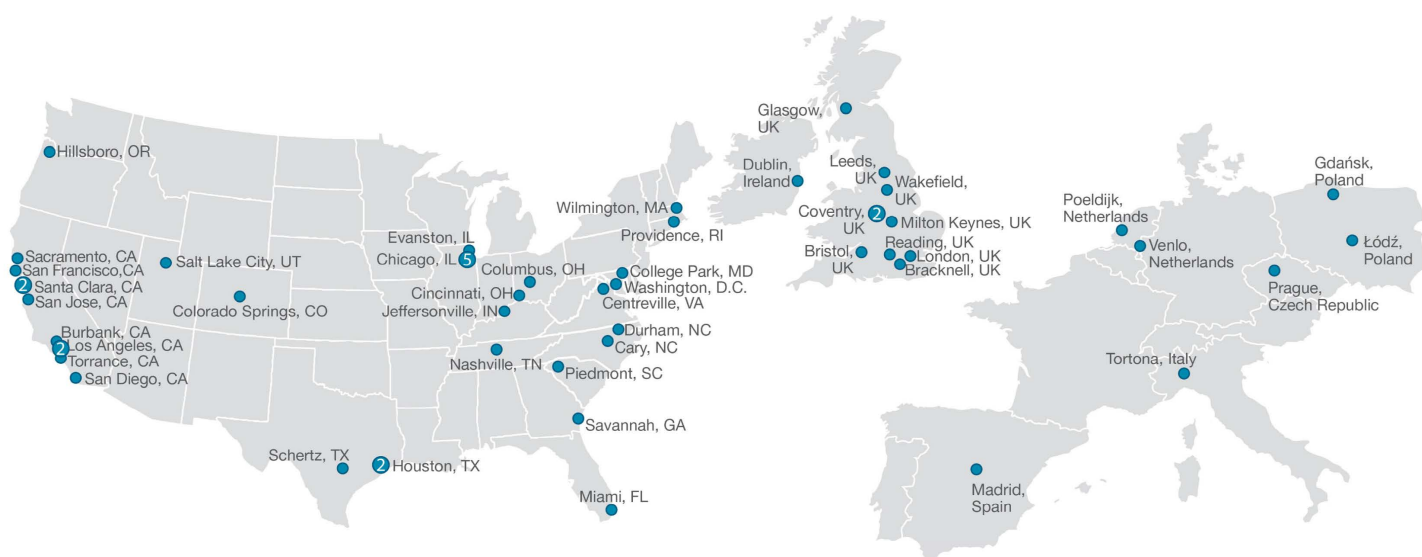 Hillsboro, OR
Sacramento, CA
San Francisco,CA
2
Santa Clara, CA
San Jose, CA
Burbank, CA
2
Los Angeles, CA
Torrance, CA
San Diego, CA
Salt Lake City, UT
Colorado Springs, CO
Schertz, TX
2
Houston, TX
Evanston, IL
Chicago, IL
5
Columbus, OH
Cincinnati, OH
Jeffersonville, IN
Nashville, TN
Wilmington, MA
Providence, RI
College Park, MD
Washington, D.C.
Centreville, VA
Durham, NC
Cary, NC
Piedmont, SC
Savannah, GA
Miami, FL
Glasgow,
UK
Dublin,
Ireland
Leeds,
UK
Wakefield,
UK
Coventry,
UK
2
Milton Keynes, UK
Bristol,
UK
Reading, UK
London, UK
Bracknell, UK
Gdańsk,
Poland
Poeldijk,
Netherlands
Venlo,
Netherlands
Łódź,
Poland
Prague,
Czech Republic
Tortona, Italy
Madrid,
Spain